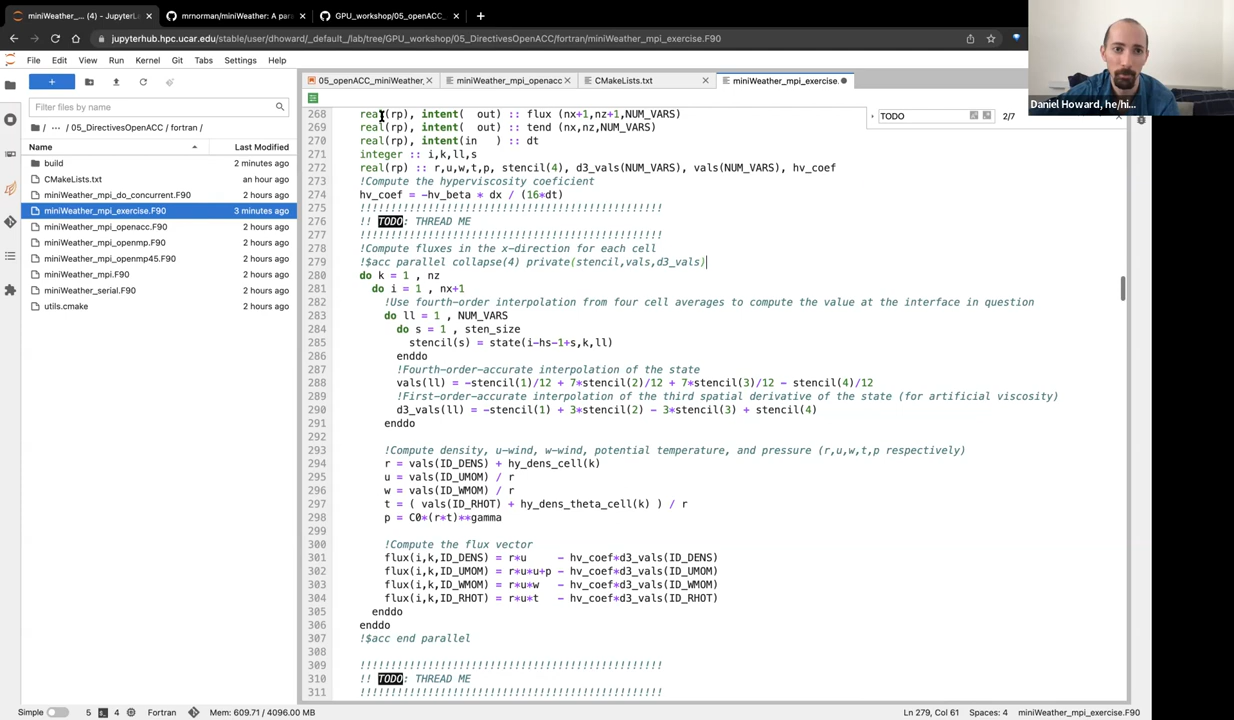 miniWeather_... (4) - JupyterLa
mrnorman/miniWeather: A para
GPU_workshop/05_openACC_
jupyterhub.hpc.ucar.edu/stable/user/dhoward/_default_/lab/tree/GPU_workshop/05_DirectivesOpenACC/fortran/miniWeather_mpi_exercise.F90
File Edit View Run Kernel Git Tabs Settings Help
05_openACC_miniWeather_
miniWeather_mpi_openacc
CMakeLists.txt
miniWeather_mpi_exercise.
Filter files by name
TODO
2/7
/ ··· / 05_DirectivesOpenACC / fortran /
Name Last Modified
build 2 minutes ago
CMakeLists.txt an hour ago
miniWeather_mpi_do_concurrent.F90 2 hours ago
miniWeather_mpi_exercise.F90 3 minutes ago
miniWeather_mpi_openacc.F90 2 hours ago
miniWeather_mpi_openmp.F90 2 hours ago
miniWeather_mpi_openmp45.F90 2 hours ago
miniWeather_mpi.F90 2 hours ago
miniWeather_serial.F90 2 hours ago
utils.cmake 2 hours ago
268 real(rp), intent(  out) :: flux (nx+1,nz+1,NUM_VARS)
269 real(rp), intent(  out) :: tend (nx,nz,NUM_VARS)
270 real(rp), intent(in   ) :: dt
271 integer :: i,k,ll,s
272 real(rp) :: r,u,w,t,p, stencil(4), d3_vals(NUM_VARS), vals(NUM_VARS), hv_coef
273 !Compute the hyperviscosity coeficient
274 hv_coef = -hv_beta * dx / (16*dt)
275 !!!!!!!!!!!!!!!!!!!!!!!!!!!!!!!!!!!!!!!!!!!!!!!!!
276 !! TODO: THREAD ME
277 !!!!!!!!!!!!!!!!!!!!!!!!!!!!!!!!!!!!!!!!!!!!!!!!!
278 !Compute fluxes in the x-direction for each cell
279 !$acc parallel collapse(4) private(stencil,vals,d3_vals)
280 do k = 1 , nz
281 do i = 1 , nx+1
282 !Use fourth-order interpolation from four cell averages to compute the value at the interface in question
283 do ll = 1 , NUM_VARS
284 do s = 1 , sten_size
285 stencil(s) = state(i-hs-1+s,k,ll)
286 enddo
287 !Fourth-order-accurate interpolation of the state
288 vals(ll) = -stencil(1)/12 + 7*stencil(2)/12 + 7*stencil(3)/12 - stencil(4)/12
289 !First-order-accurate interpolation of the third spatial derivative of the state (for artificial viscosity)
290 d3_vals(ll) = -stencil(1) + 3*stencil(2) - 3*stencil(3) + stencil(4)
291 enddo
292
293 !Compute density, u-wind, w-wind, potential temperature, and pressure (r,u,w,t,p respectively)
294 r = vals(ID_DENS) + hy_dens_cell(k)
295 u = vals(ID_UMOM) / r
296 w = vals(ID_WMOM) / r
297 t = ( vals(ID_RHOT) + hy_dens_theta_cell(k) ) / r
298 p = C0*(r*t)**gamma
299
300 !Compute the flux vector
301 flux(i,k,ID_DENS) = r*u     - hv_coef*d3_vals(ID_DENS)
302 flux(i,k,ID_UMOM) = r*u*u+p - hv_coef*d3_vals(ID_UMOM)
303 flux(i,k,ID_WMOM) = r*u*w   - hv_coef*d3_vals(ID_WMOM)
304 flux(i,k,ID_RHOT) = r*u*t   - hv_coef*d3_vals(ID_RHOT)
305 enddo
306 enddo
307 !$acc end parallel
308
309 !!!!!!!!!!!!!!!!!!!!!!!!!!!!!!!!!!!!!!!!!!!!!!!!!
310 !! TODO: THREAD ME
311 !!!!!!!!!!!!!!!!!!!!!!!!!!!!!!!!!!!!!!!!!!!!!!!!!
Daniel Howard, he/hi...
Simple 5 4 Fortran Mem: 609.71 / 4096.00 MB Ln 279, Col 61 Spaces: 4 miniWeather_mpi_exercise.F90